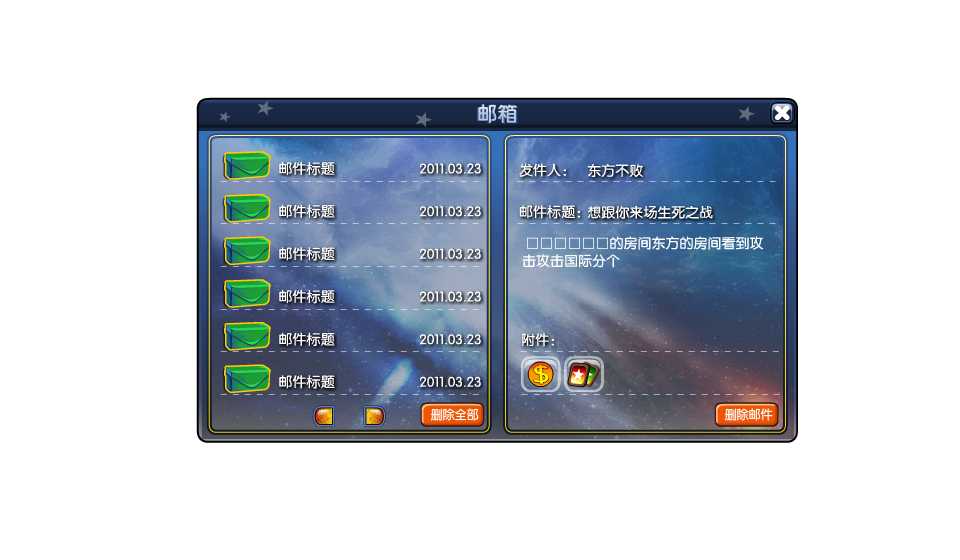 邮箱
邮件标题 2011.03.23
邮件标题 2011.03.23
邮件标题 2011.03.23
邮件标题 2011.03.23
邮件标题 2011.03.23
邮件标题 2011.03.23
删除全部
发件人： 东方不败
邮件标题：想跟你来场生死之战
□□□□□□的房间东方的房间看到攻
击攻击国际分个
附件：
删除邮件